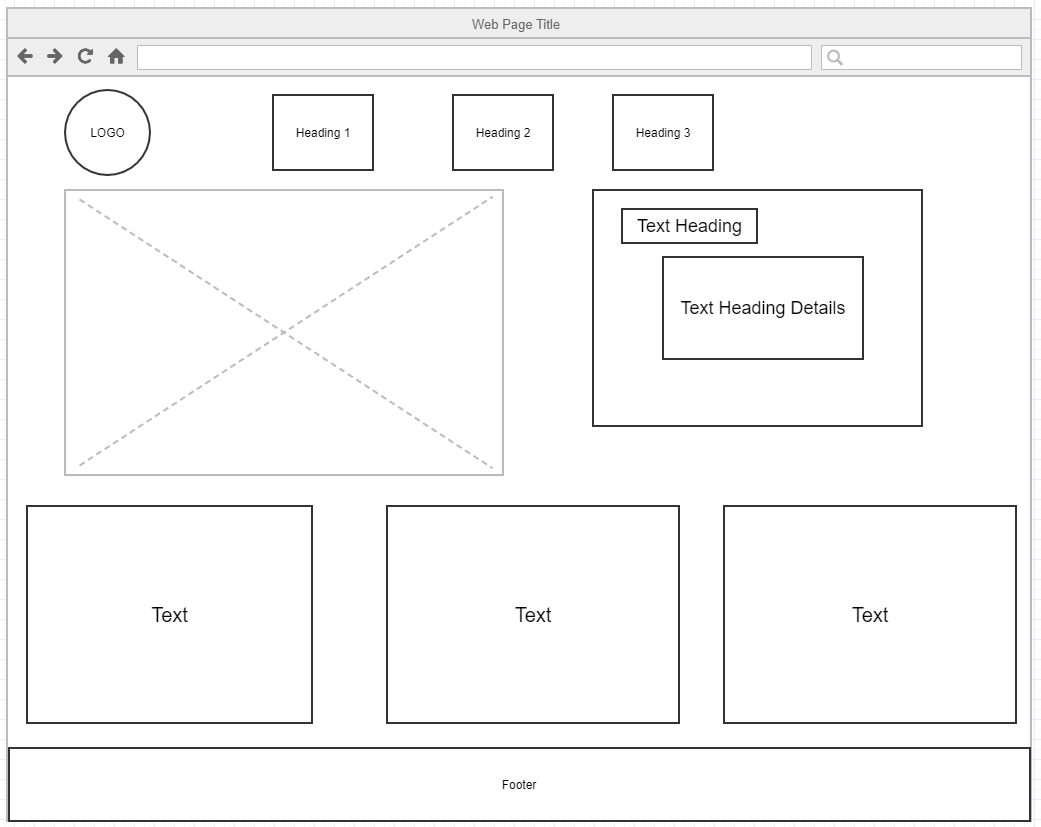 Web Page Title
LOGO
Heading 1
Heading 2
Heading 3
Text Heading
Text Heading Details
Text
Text
Text
Footer